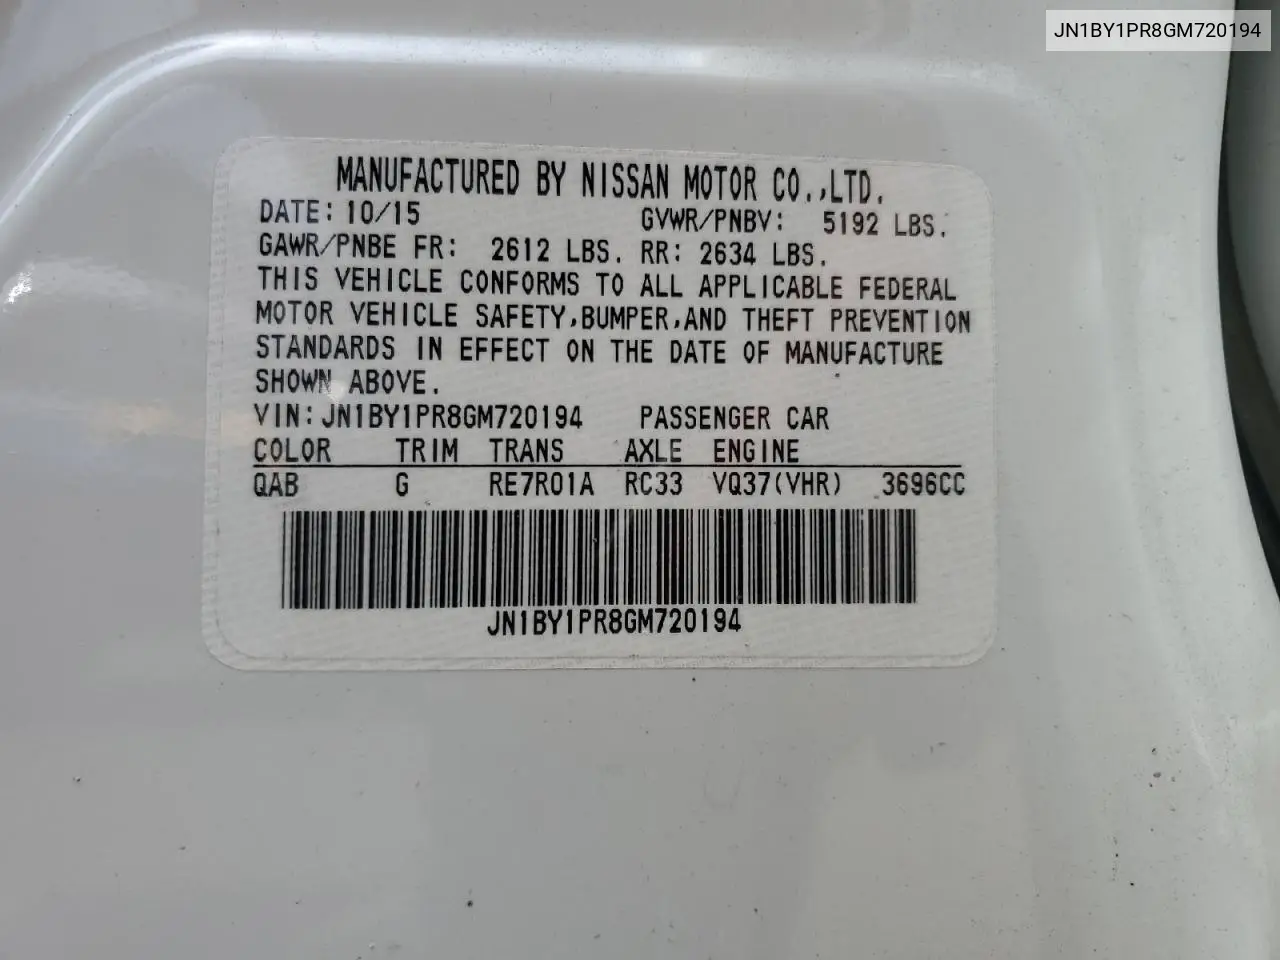 JN1BY1PR8GM720194
MANUFACTURED BY NISSAN MOTOR CO.,LTD.
DATE: 10/15 GVWR/PNBV: 5192 LBS.
GAWR/PNBE FR: 2612 LBS. RR: 2634 LBS.
THIS VEHICLE CONFORMS TO ALL APPLICABLE FEDERAL
MOTOR VEHICLE SAFETY,BUMPER,AND THEFT PREVENTION
STANDARDS IN EFFECT ON THE DATE OF MANUFACTURE
SHOWN ABOVE.
VIN: JN1BY1PR8GM720194 PASSENGER CAR
COLOR TRIM TRANS AXLE ENGINE
QAB G RE7R01A RC33 VQ37(VHR) 3696CC
JN1BY1PR8GM720194